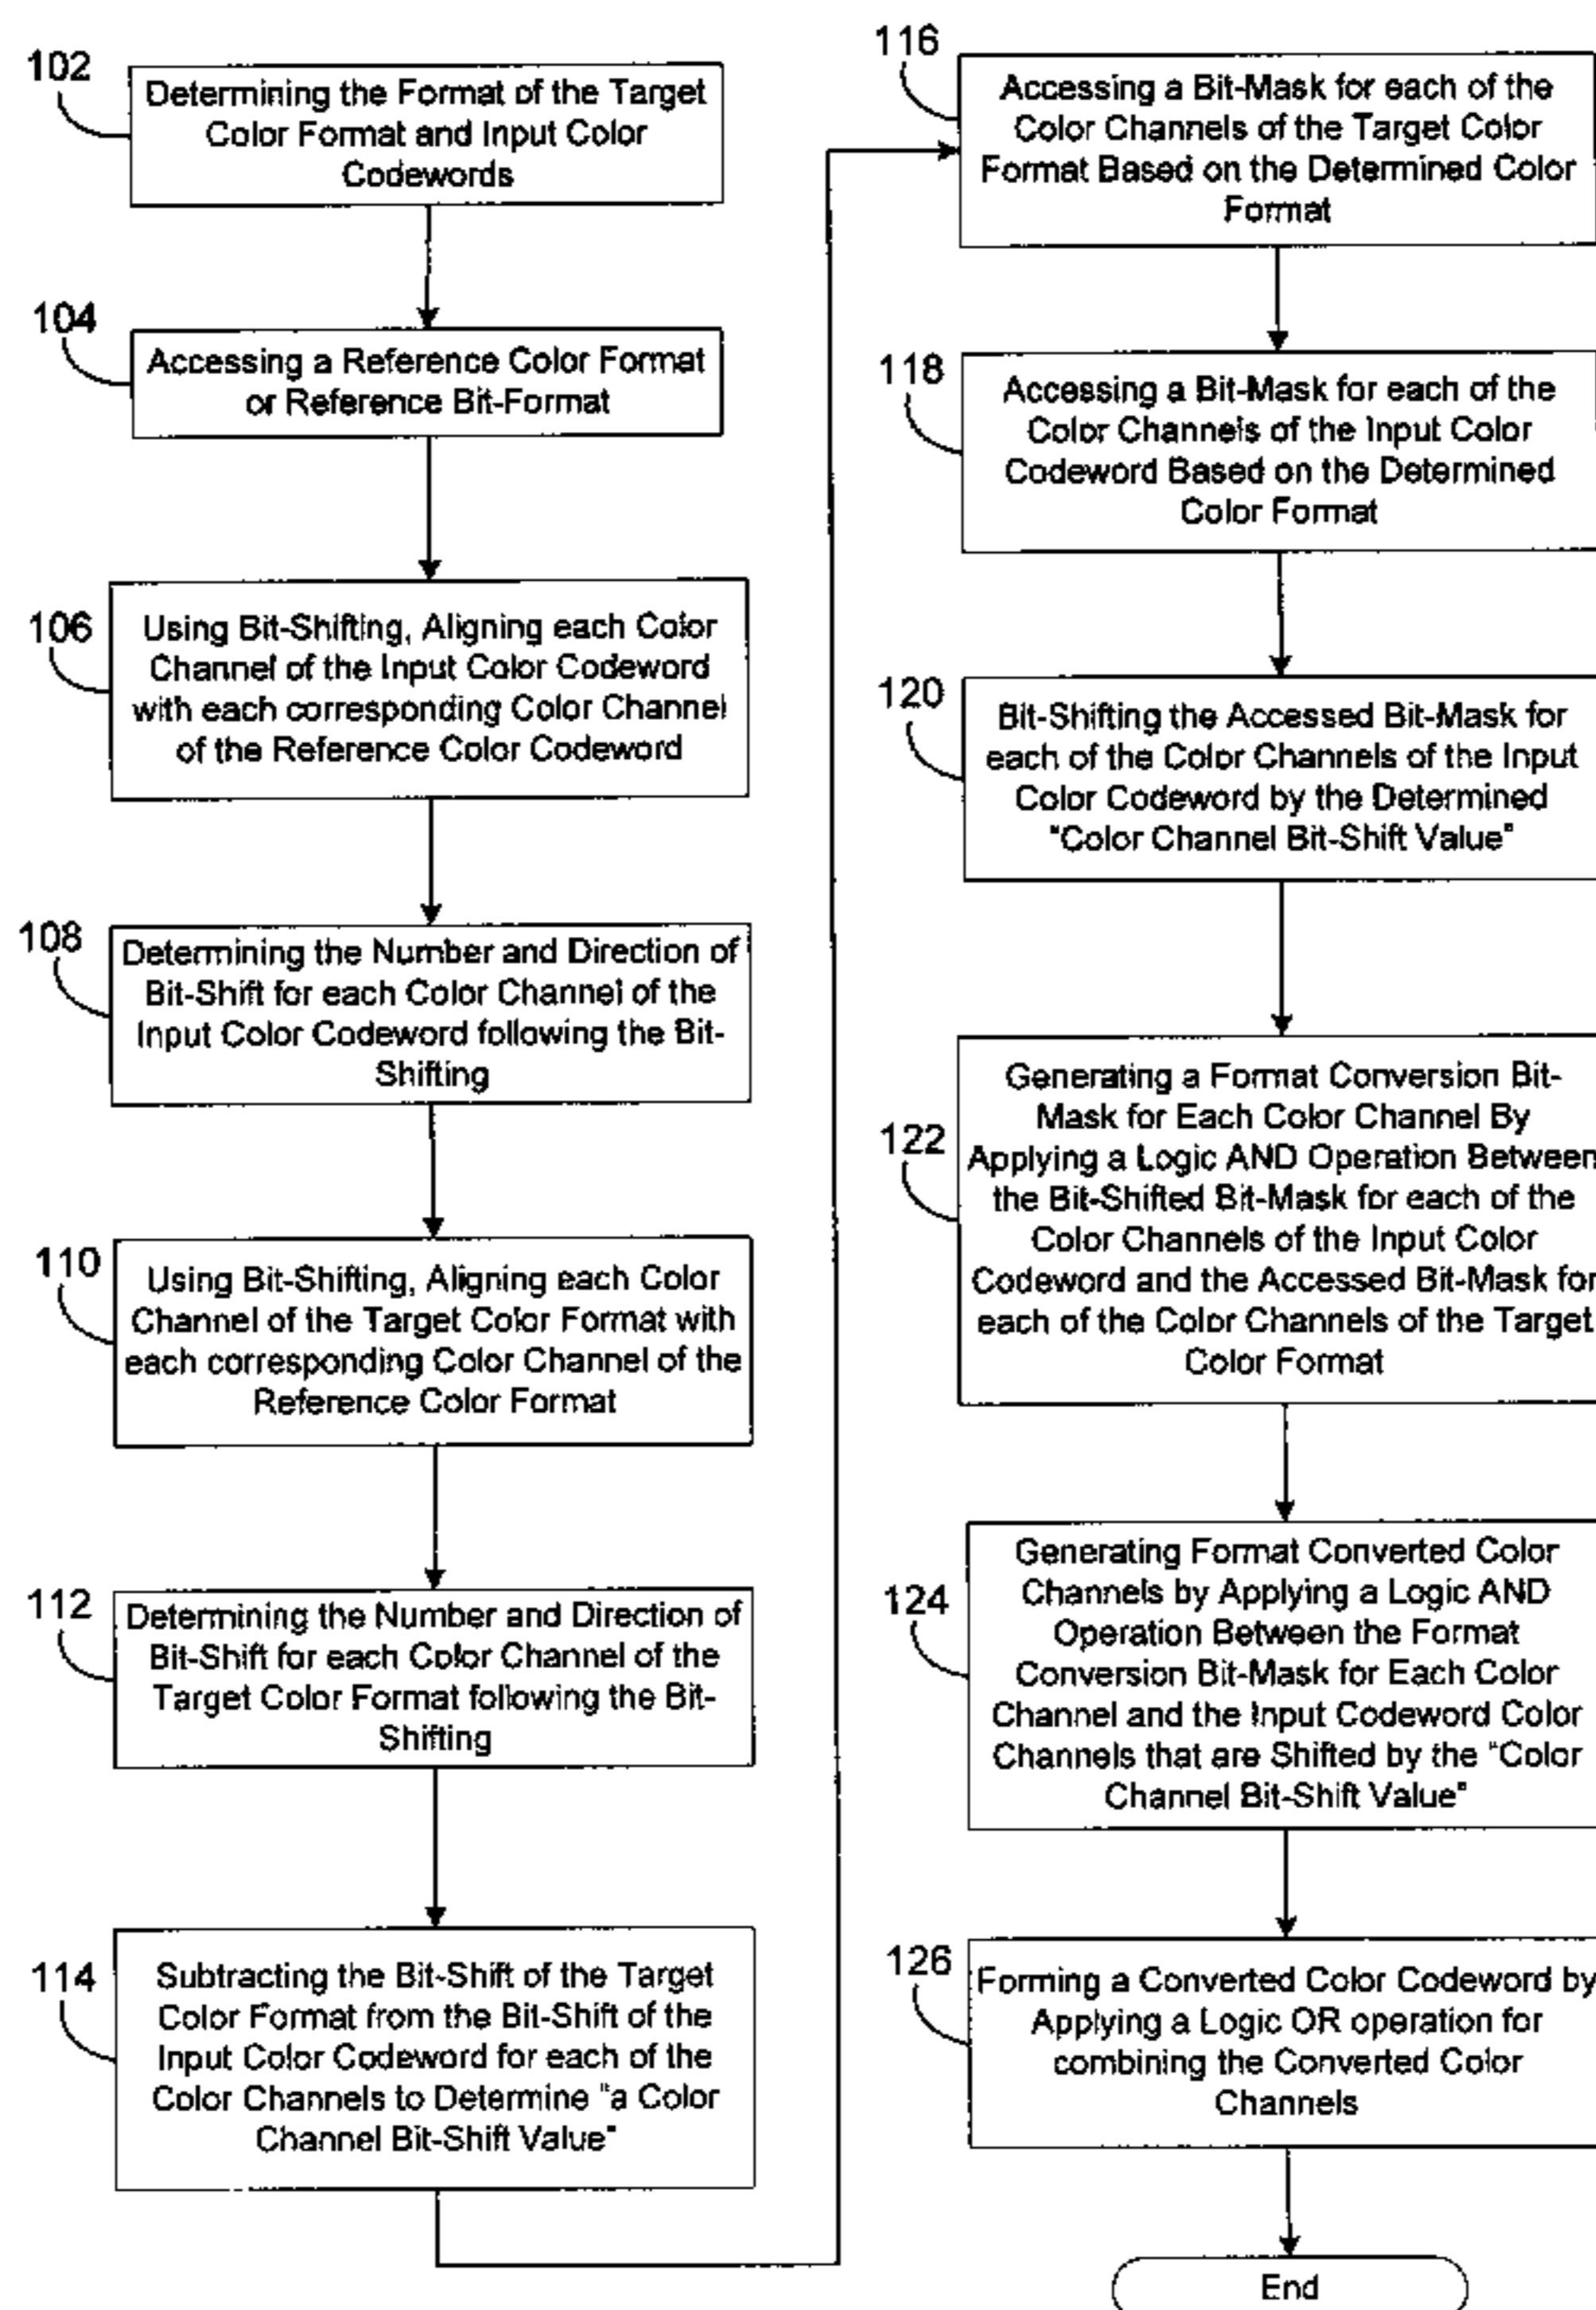 102
Determining the Format of the Target
Color Format and Input Color
Codewords
104
Accessing a Reference Color Format
or Reference Bit-Format
106
Using Bit-Shifting, Aligning each Color
Channel of the Input Color Codeword
with each corresponding Color Channel
of the Reference Color Codeword
108
Determining the Number and Direction of
Bit-Shift for each Color Channel of the
Input Color Codeword following the Bit-
Shifting
110
Using Bit-Shifting, Aligning each Color
Channel of the Target Color Format with
each corresponding Color Channel of the
Reference Color Format
112
Determining the Number and Direction of
Bit-Shift for each Color Channel of the
Target Color Format following the Bit-
Shifting
114
Subtracting the Bit-Shift of the Target
Color Format from the Bit-Shift of the
Input Color Codeword for each of the
Color Channels to Determine "a Color
Channel Bit-Shift Value"
116
Accessing a Bit-Mask for each of the
Color Channels of the Target Color
Format Based on the Determined Color
Format
118
Accessing a Bit-Mask for each of the
Color Channels of the Input Color
Codeword Based on the Determined
Color Format
120
Bit-Shifting the Accessed Bit-Mask for
each of the Color Channels of the Input
Color Codeword by the Determined
"Color Channel Bit-Shift Value"
122
Generating a Format Conversion Bit-
Mask for Each Color Channel By
Applying a Logic AND Operation Between
the Bit-Shifted Bit-Mask for each of the
Color Channels of the Input Color
Codeword and the Accessed Bit-Mask for
each of the Color Channels of the Target
Color Format
124
Generating Format Converted Color
Channels by Applying a Logic AND
Operation Between the Format
Conversion Bit-Mask for Each Color
Channel and the Input Codeword Color
Channels that are Shifted by the "Color
Channel Bit-Shift Value"
126
Forming a Converted Color Codeword by
Applying a Logic OR operation for
combining the Converted Color
Channels
End